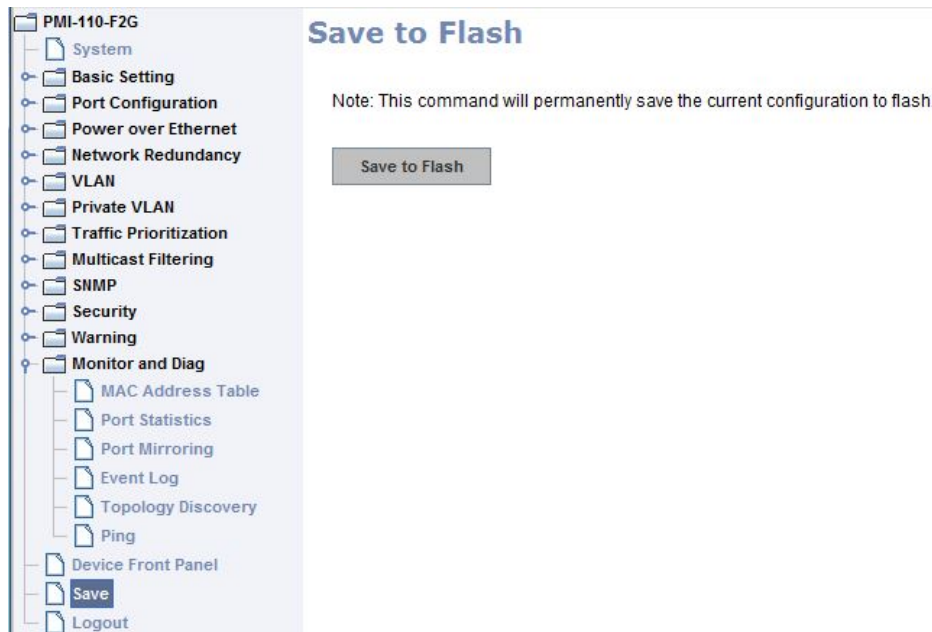 PMI-110-F2G
System
Basic Setting
Port Configuration
Power over Ethernet
Network Redundancy
VLAN
Private VLAN
Traffic Prioritization
Multicast Filtering
SNMP
Security
Warning
Monitor and Diag
MAC Address Table
Port Statistics
Port Mirroring
Event Log
Topology Discovery
Ping
Device Front Panel
Save
Logout
Save to Flash
Note: This command will permanently save the current configuration to flash
Save to Flash